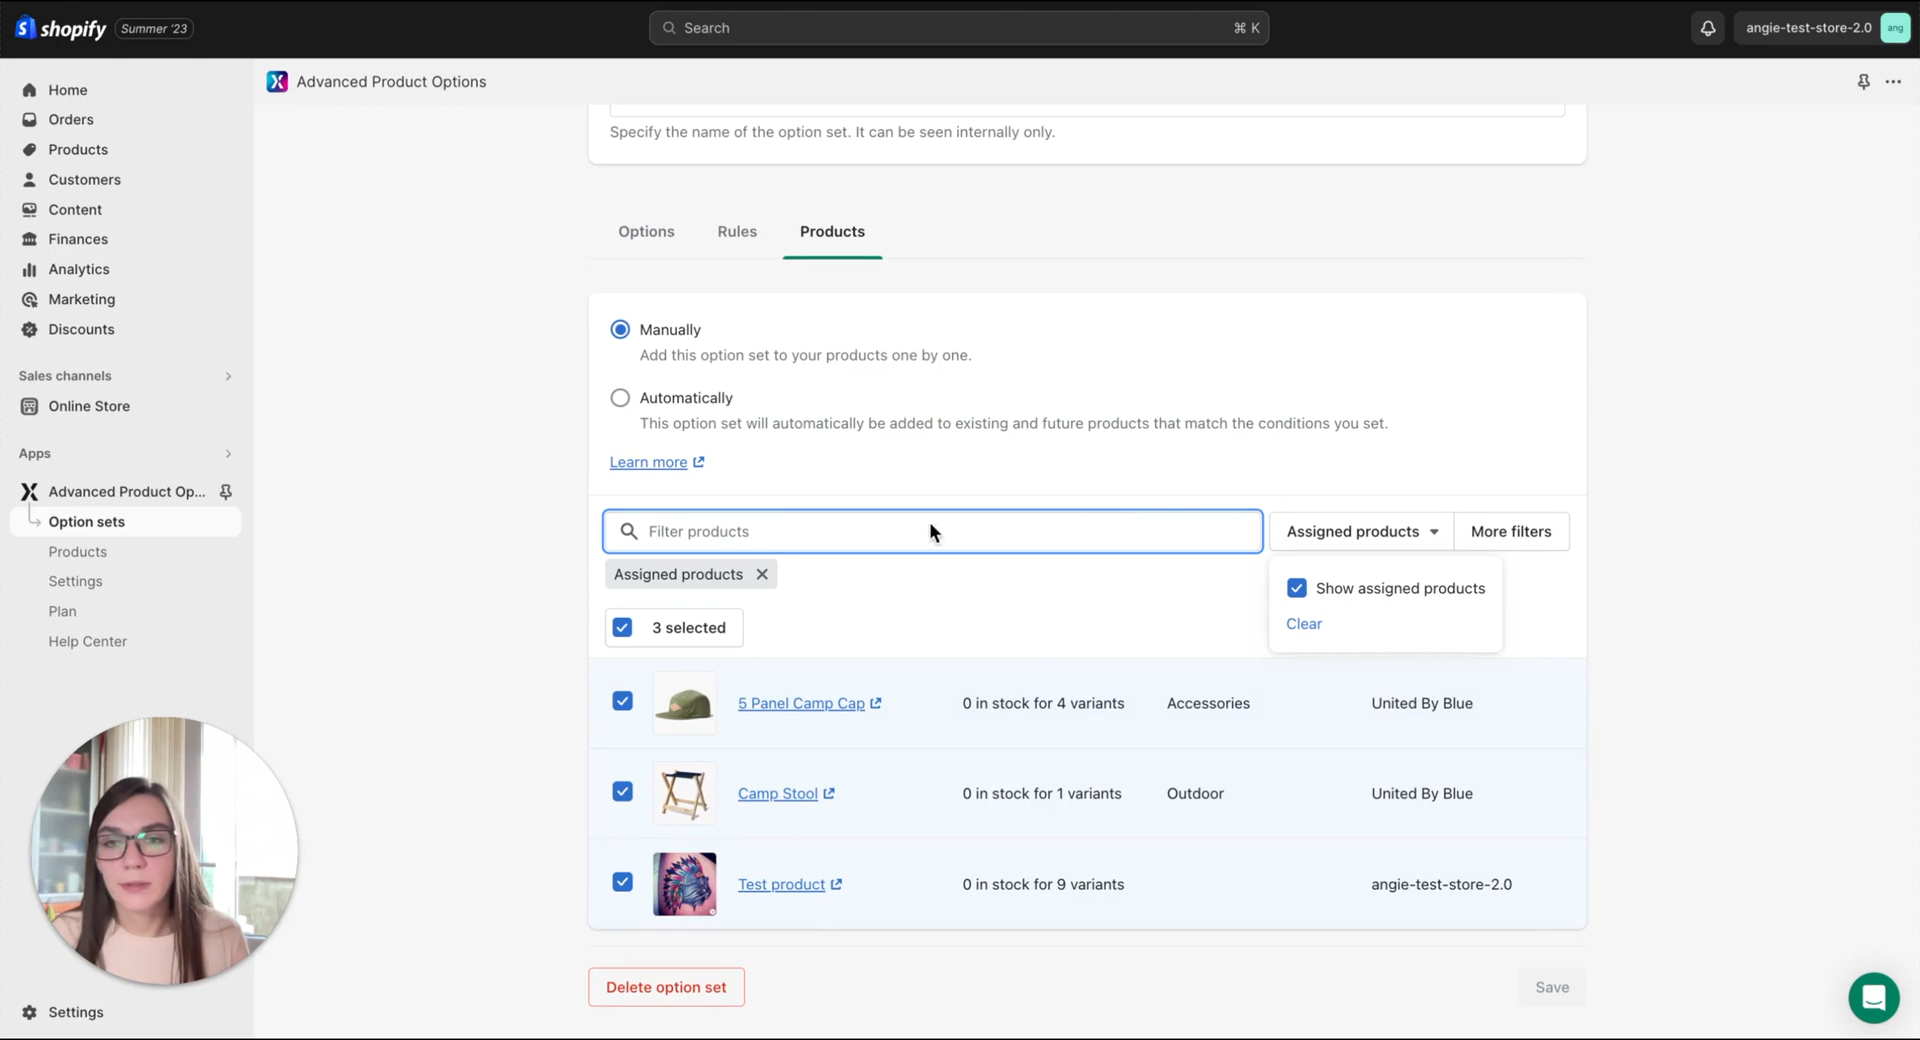 shopify Summer '23
Search ⌘ K
angie-test-store-2.0 ang
Home
Orders
Products
Customers
Content
Finances
Analytics
Marketing
Discounts
Sales channels
Online Store
Apps
Advanced Product Op...
Option sets
Products
Settings
Plan
Help Center
Settings
Advanced Product Options
Specify the name of the option set. It can be seen internally only.
Options Rules Products
Manually
Add this option set to your products one by one.
Automatically
This option set will automatically be added to existing and future products that match the conditions you set.
Learn more
Filter products Assigned products More filters
Assigned products
Show assigned products
Clear
3 selected
5 Panel Camp Cap 0 in stock for 4 variants Accessories United By Blue
Camp Stool 0 in stock for 1 variants Outdoor United By Blue
Test product 0 in stock for 9 variants angie-test-store-2.0
Delete option set Save